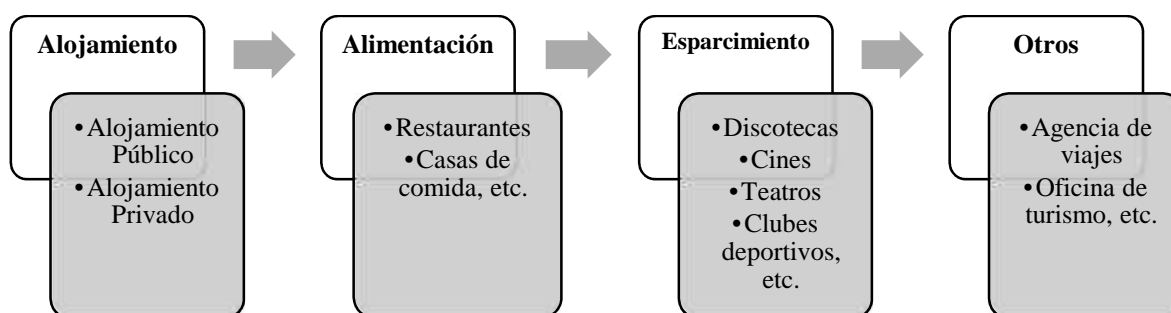 Alojamiento
•Alojamiento
Público
•Alojamiento
Privado
Alimentación
•Restaurantes
•Casas de
comida, etc.
Esparcimiento
•Discotecas
•Cines
•Teatros
•Clubes
deportivos,
etc.
Otros
•Agencia de
viajes
•Oficina de
turismo, etc.